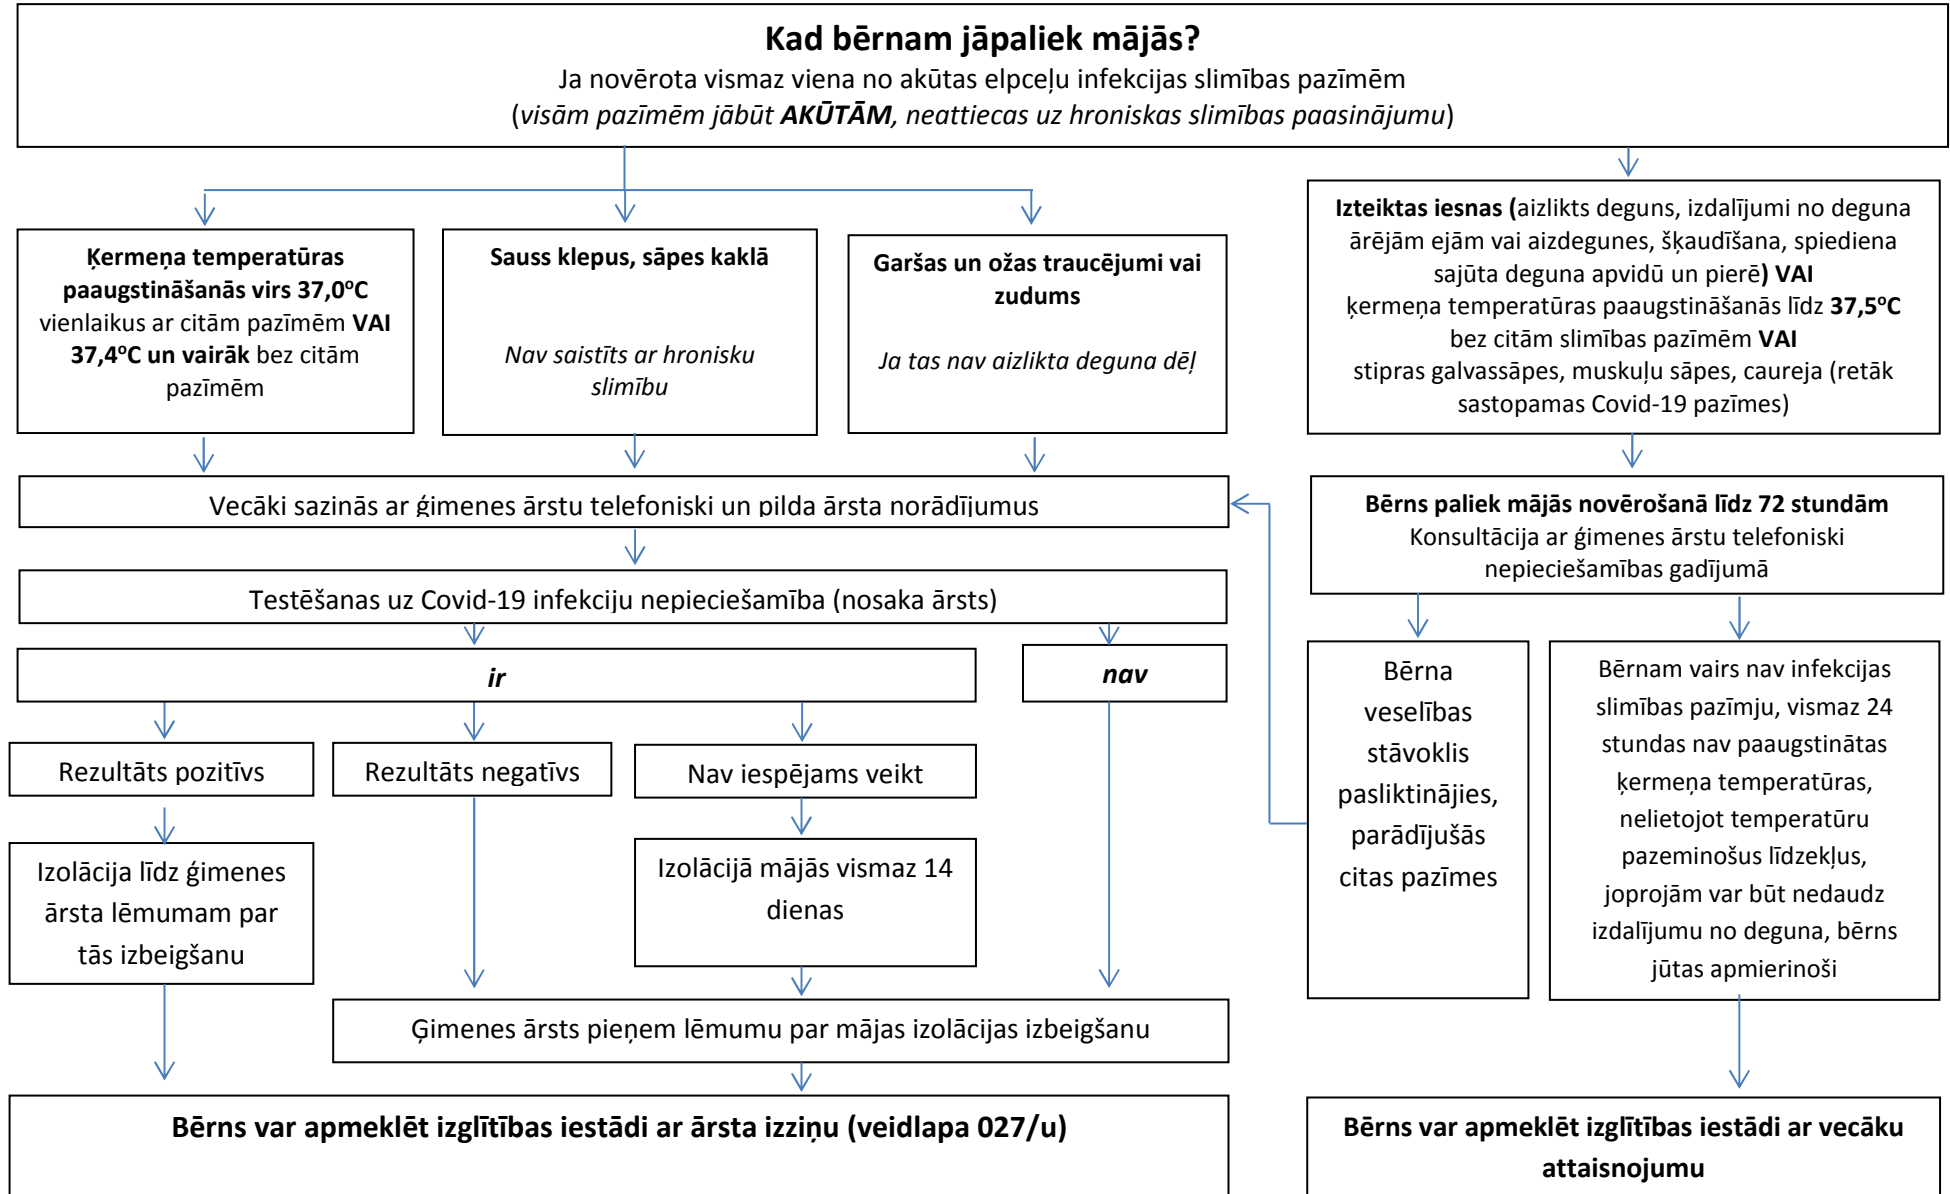 Kad bērnam jāpaliek mājās?
Ja novērota vismaz viena no akūtas elpceļu infekcijas slimības pazīmēm
(visām pazīmēm jābūt AKŪTĀM, neattiecas uz hroniskas slimības paasinājumu)
Ķermeņa temperatūras
paaugstināšanās virs 37,0°C
vienlaikus ar citām pazīmēm VAI
37,4°C un vairāk bez citām
pazīmēm
Sauss klepus, sāpes kaklā
Nav saistīts ar hronisku
slimību
Garšas un ožas traucējumi vai
zudums
Ja tas nav aizlikta deguna dēļ
Izteiktas iesnas (aizlikts deguns, izdalījumi no deguna
ārējām ejām vai aizdegunes, šķaudīšana, spiediena
sajūta deguna apvidū un pierē) VAI
ķermeņa temperatūras paaugstināšanās līdz 37,5°C
bez citām slimības pazīmēm VAI
stipras galvassāpes, muskuļu sāpes, caureja (retāk
sastopamas Covid-19 pazīmes)
Vecāki sazinās ar ģimenes ārstu telefoniski un pilda ārsta norādījumus
Bērns paliek mājās novērošanā līdz 72 stundām
Konsultācija ar ģimenes ārstu telefoniski
nepieciešamības gadījumā
Testēšanas uz Covid-19 infekciju nepieciešamība (nosaka ārsts)
ir
nav
Rezultāts pozitīvs
Rezultāts negatīvs
Nav iespējams veikt
Izolācija līdz ģimenes
ārsta lēmumam par
tās izbeigšanu
Izolācijā mājās vismaz 14
dienas
Bērna
veselības
stāvoklis
pasliktinājies,
parādījušās
citas pazīmes
Bērnam vairs nav infekcijas
slimības pazīmju, vismaz 24
stundas nav paaugstinātas
ķermeņa temperatūras,
nelietojot temperatūru
pazeminošus līdzekļus,
joprojām var būt nedaudz
izdalījumu no deguna, bērns
jūtas apmierinoši
Ģimenes ārsts pieņem lēmumu par mājas izolācijas izbeigšanu
Bērns var apmeklēt izglītības iestādi ar ārsta izziņu (veidlapa 027/u)
Bērns var apmeklēt izglītības iestādi ar vecāku
attaisnojumu